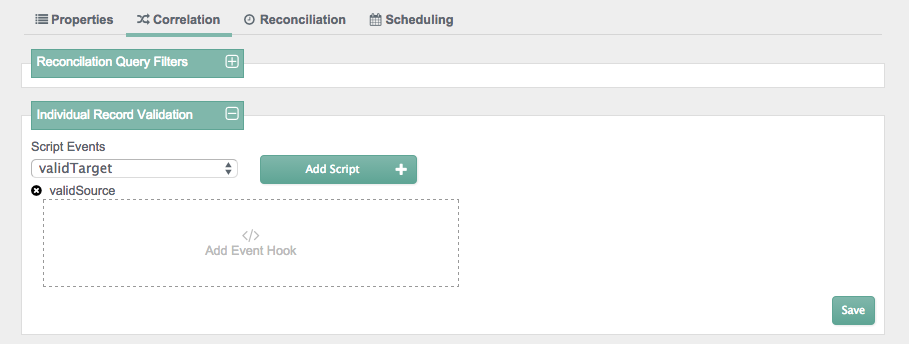 Properties Correlation Reconciliation Scheduling
Reconcilation Query Filters
Individual Record Validation
Script Events
validTarget Add Script
validSource
</>
Add Event Hook
Save